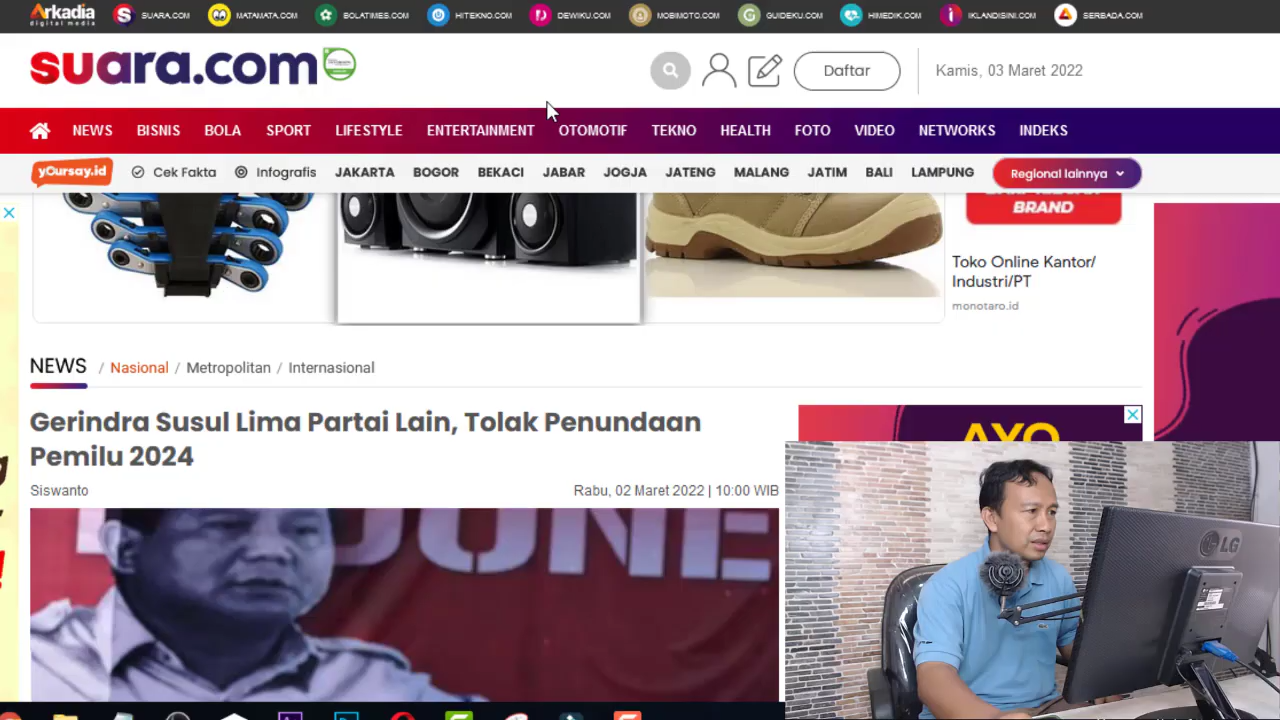 Arkadia
digital media
SUARA.COM
MATAMATA.COM
BOLATIMES.COM
HITEKNO.COM
DEWIKU.COM
MOBIMOTO.COM
GUIDEKU.COM
HIMEDIK.COM
IKLANDISINI.COM
SERBADA.COM
suara.com
Daftar
Kamis, 03 Maret 2022
NEWS BISNIS BOLA SPORT LIFESTYLE ENTERTAINMENT OTOMOTIF TEKNO HEALTH FOTO VIDEO NETWORKS INDEKS
yOursay.id Cek Fakta Infografis JAKARTA BOGOR BEKACI JABAR JOGJA JATENG MALANG JATIM BALI LAMPUNG Regional lainnya
BRAND
Toko Online Kantor/
Industri/PT
monotaro.id
NEWS / Nasional / Metropolitan / Internasional
Gerindra Susul Lima Partai Lain, Tolak Penundaan
Pemilu 2024
Siswanto
Rabu, 02 Maret 2022 | 10:00 WIB
AYO